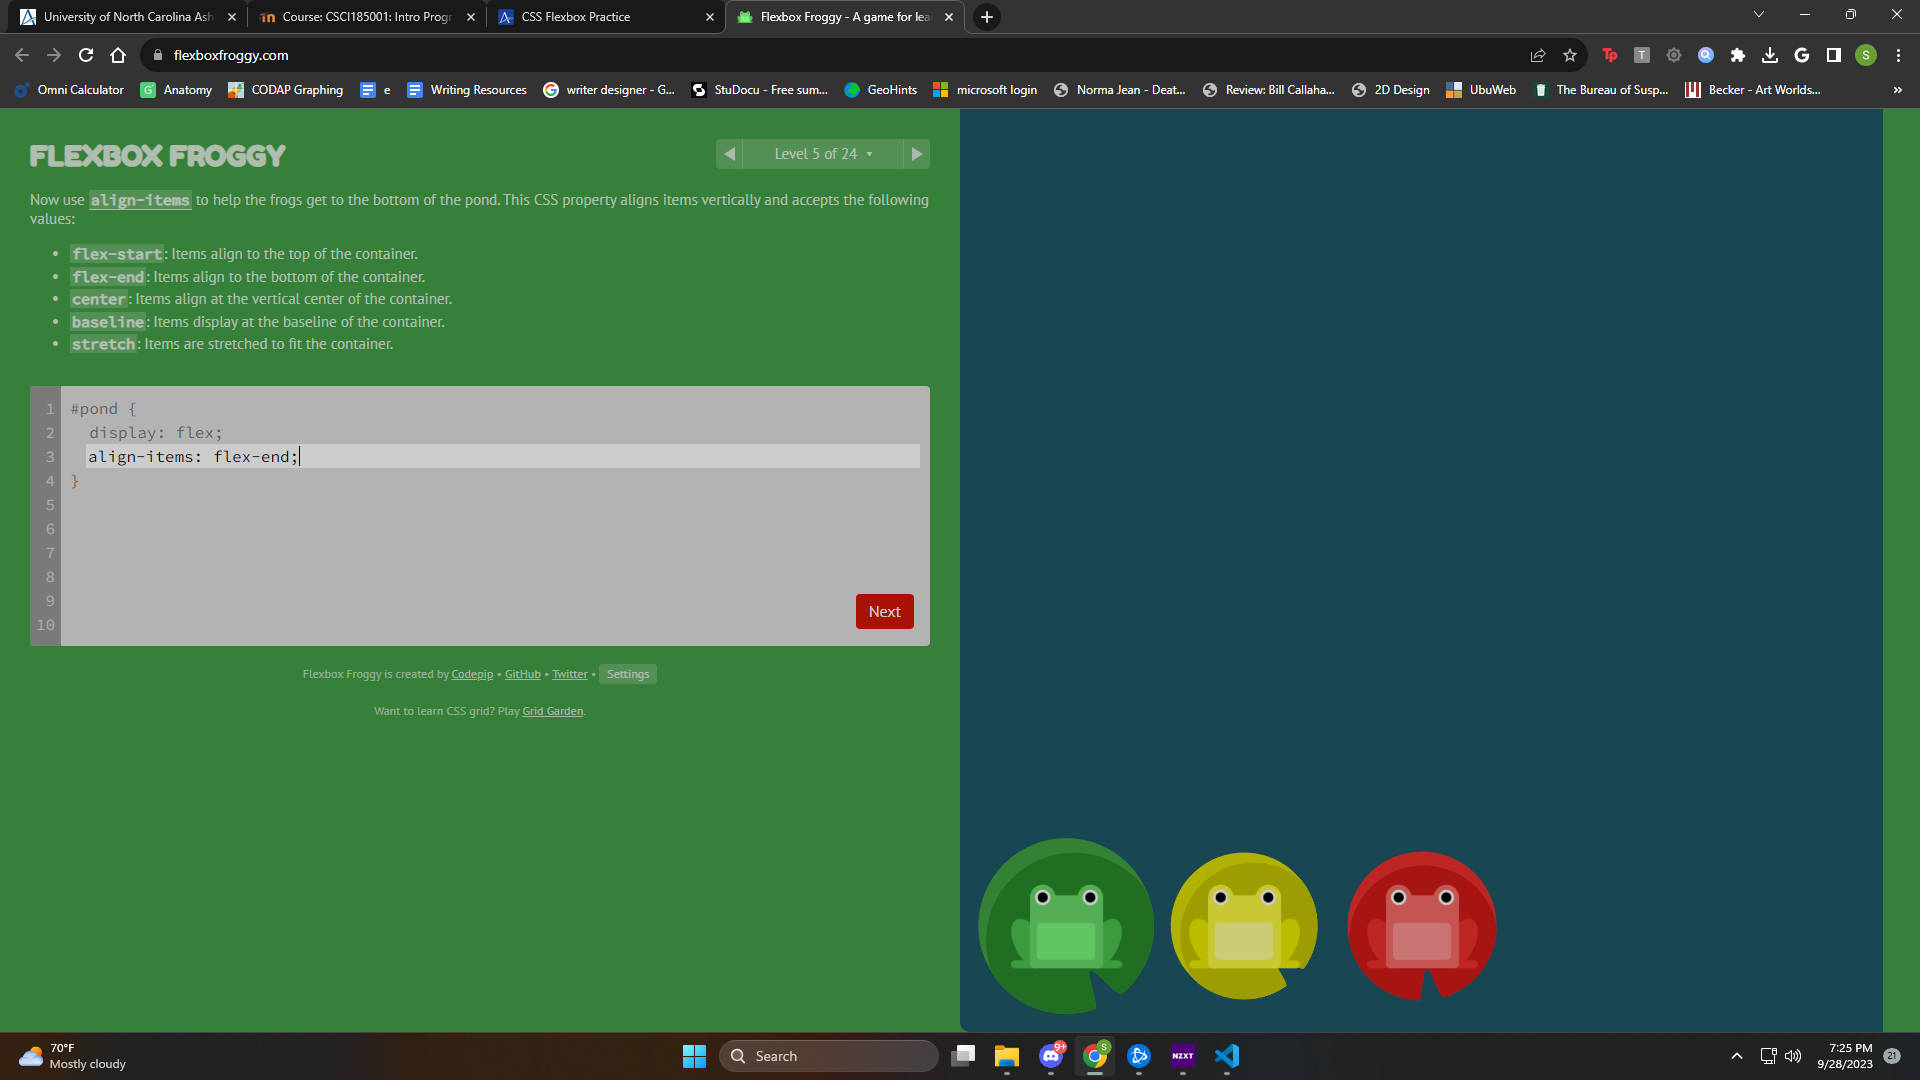 University of North Carolina Ash
Course: CSCI185001: Intro Progr
CSS Flexbox Practice
Flexbox Froggy - A game for lea
flexboxfroggy.com
Tp
T
G
S
Omni Calculator
Anatomy
CODAP Graphing
e
Writing Resources
writer designer - G...
StuDocu - Free sum...
GeoHints
microsoft login
Norma Jean - Deat...
Review: Bill Callaha...
2D Design
UbuWeb
The Bureau of Susp...
Becker - Art Worlds...
»
FLEXBOX FROGGY
Level 5 of 24
Now use align-items to help the frogs get to the bottom of the pond. This CSS property aligns items vertically and accepts the following
values:
• flex-start: Items align to the top of the container.
• flex-end: Items align to the bottom of the container.
• center: Items align at the vertical center of the container.
• baseline: Items display at the baseline of the container.
• stretch: Items are stretched to fit the container.
1 #pond {
2 display: flex;
3 align-items: flex-end;
4 }
5
6
7
8
9
10
Next
Flexbox Froggy is created by Codepip • GitHub • Twitter • Settings
Want to learn CSS grid? Play Grid Garden.
70°F
Mostly cloudy
Search
9+
S
NZXT
7:25 PM
9/28/2023
21